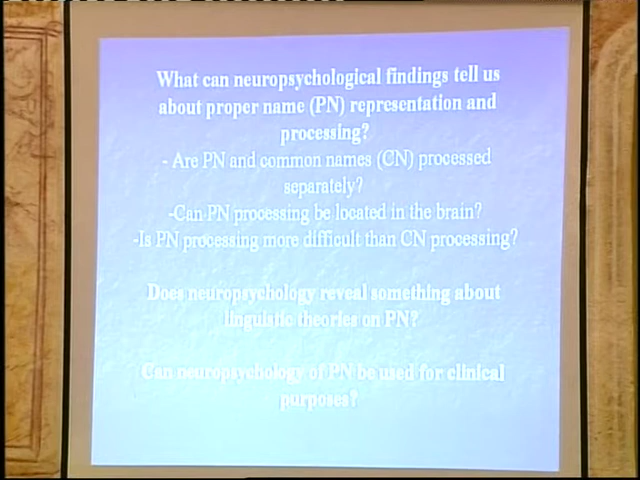 What can neuropsychological findings tell us
about proper name (PN) representation and
processing?
- Are PN and common names (CN) processed
separately?
-Can PN processing be located in the brain?
-Is PN processing more difficult than CN processing?
Does neuropsychology reveal something about
linguistic theories on PN?
Can neuropsychology of PN be used for clinical
purposes?